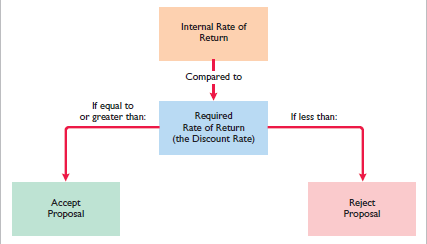 Internal Rate of
Return
Compared to
If equal to
or greater than:
Required
Rate of Return
(the Discount Rate)
If less than:
Accept
Proposal
Reject
Proposal